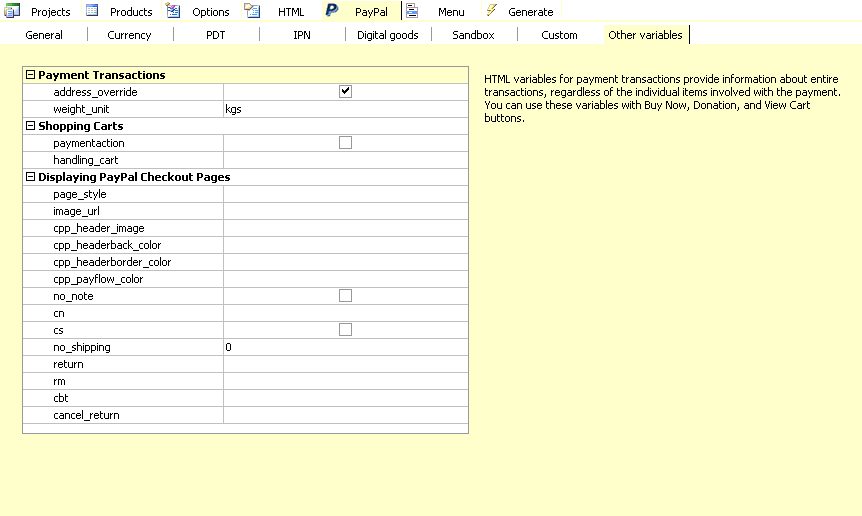 Projects Products Options HTML PayPal Menu Generate
General Currency PDT IPN Digital goods Sandbox Custom Other variables
Payment Transactions
address_override
weight_unit kgs
Shopping Carts
paymentaction
handling_cart
Displaying PayPal Checkout Pages
page_style
image_url
cpp_header_image
cpp_headerback_color
cpp_headerborder_color
cpp_payflow_color
no_note
cn
cs
no_shipping 0
return
rm
cbt
cancel_return
HTML variables for payment transactions provide information about entire
transactions, regardless of the individual items involved with the payment.
You can use these variables with Buy Now, Donation, and View Cart
buttons.